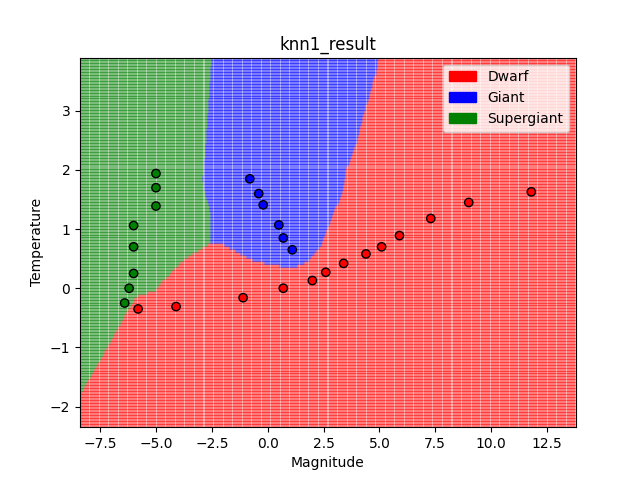 knn1_result
Dwarf
Giant
Supergiant
Temperature
3
2
1
0
−1
−2
−7.5 −5.0 −2.5 0.0 2.5 5.0 7.5 10.0 12.5
Magnitude